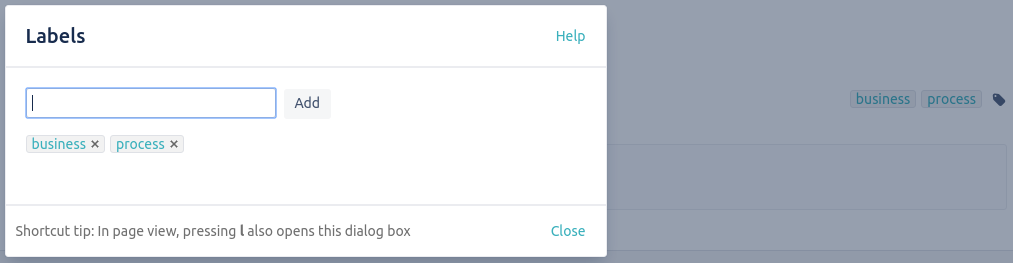 Labels
Help
Add
business × process ×
business process
Shortcut tip: In page view, pressing l also opens this dialog box
Close